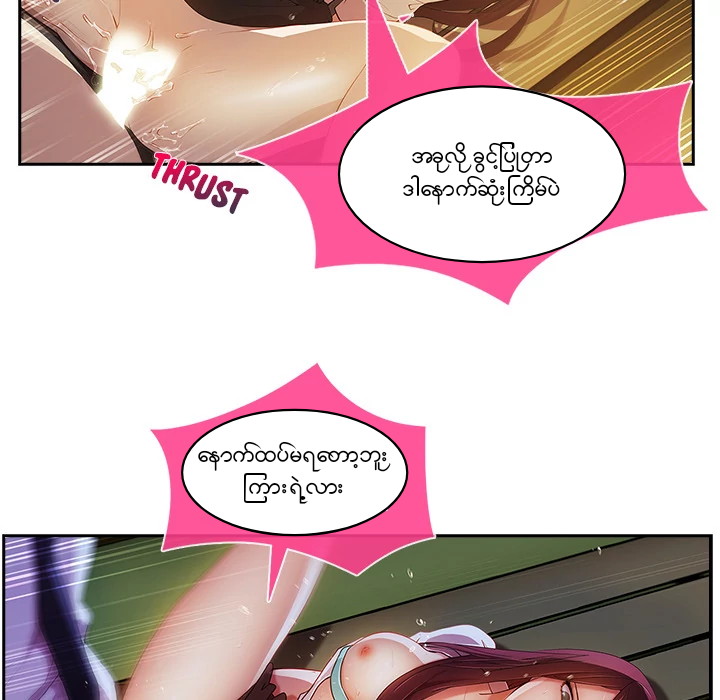 အခုလို ခွင့်ပြုတာ
ဒါနောက်ဆုံးကြိမ်ပဲ
THRUST
နောက်ထပ်မရတော့ဘူး
ကြားရဲ့လား